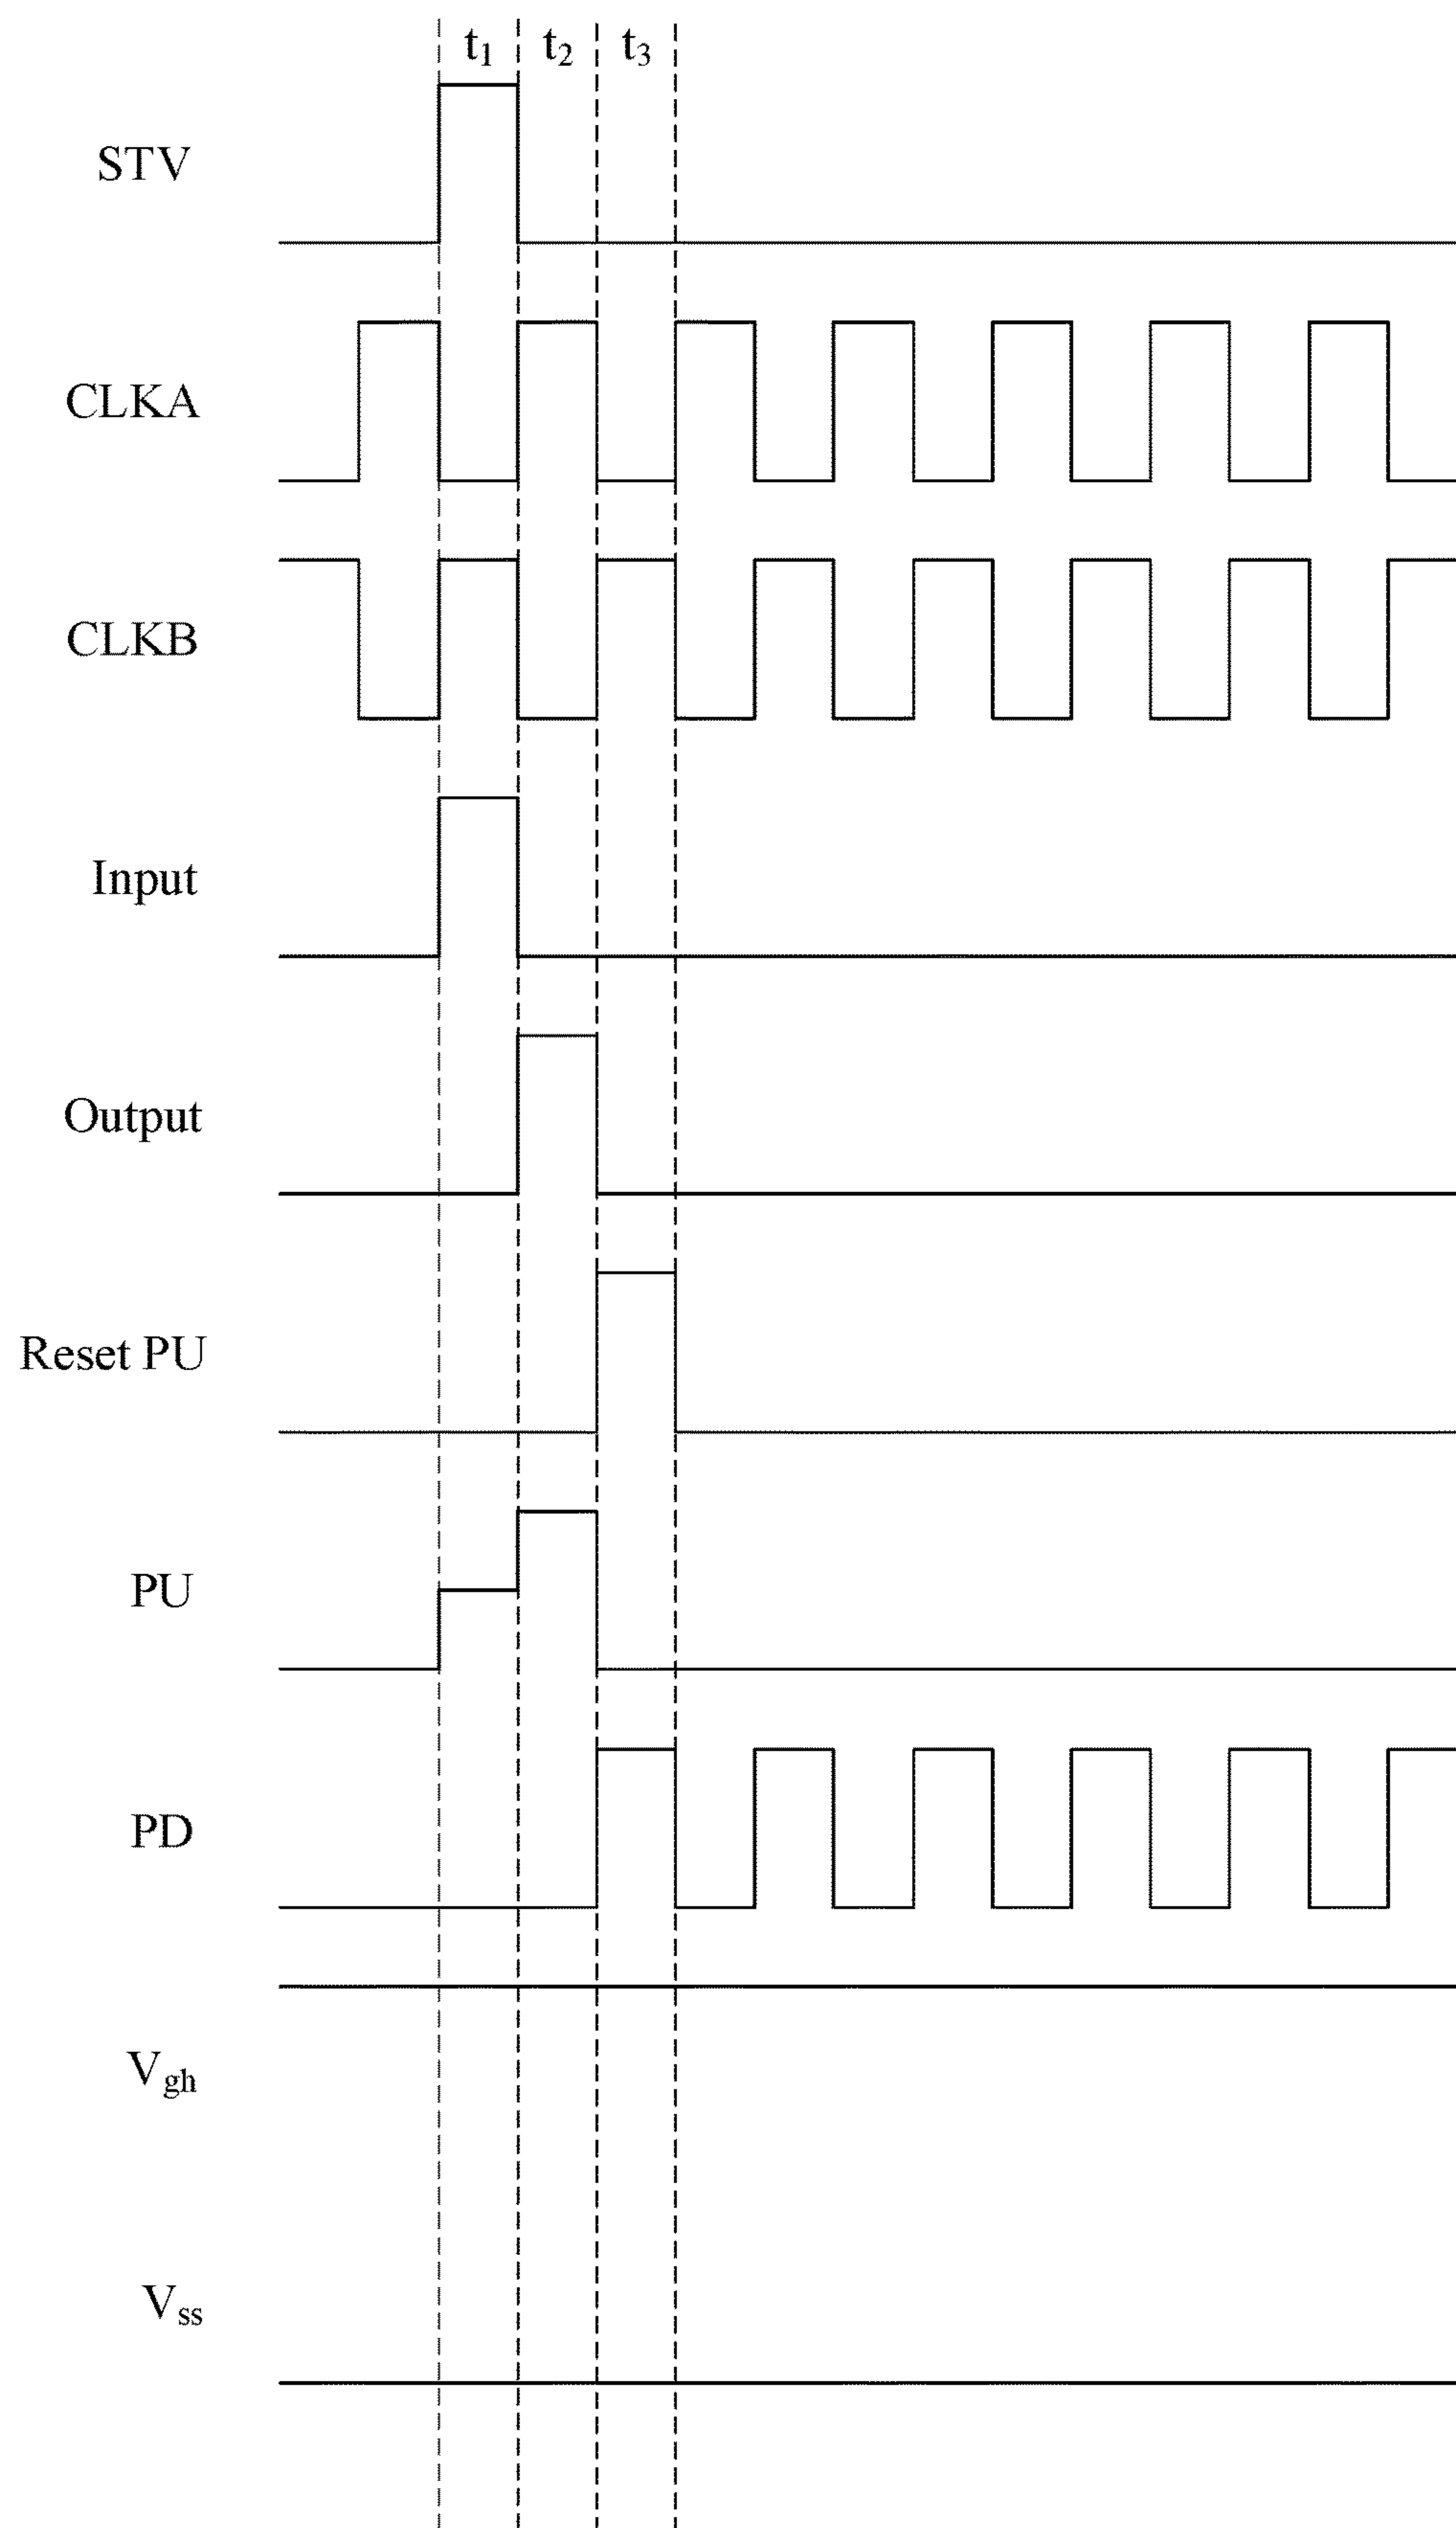 t₁ t₂ t₃
STV
CLKA
CLKB
Input
Output
Reset PU
PU
PD
Vgh
Vss